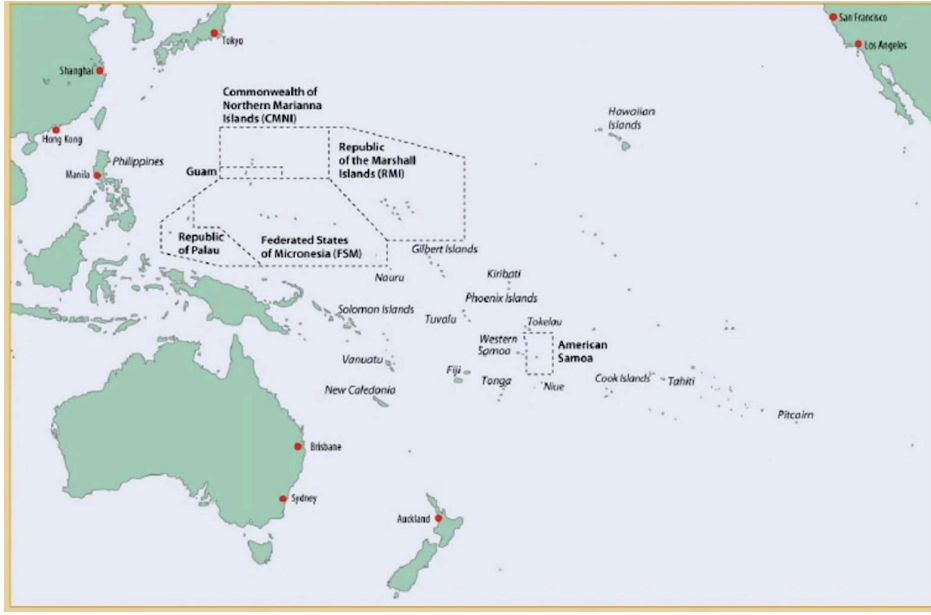 San Francisco
Tokyo
Los Angeles
Shanghai
Commonwealth of
Northern Marianna
Islands (CMNI)
Hawaiian
Islands
Hong Kong
Republic
of the Marshall
Islands (RMI)
Philippines
Guam
Manila
Republic
of Palau
Federated States
of Micronesia (FSM)
Gilbert Islands
Nauru
Kiribati
Phoenix Islands
Solomon Islands
Tuvalu
Tokelau
Western
Samoa
American
Samoa
Vanuatu
Fiji
Tonga
Niue
Cook Islands
Tahiti
New Caledonia
Pitcairn
Brisbane
Sydney
Auckland